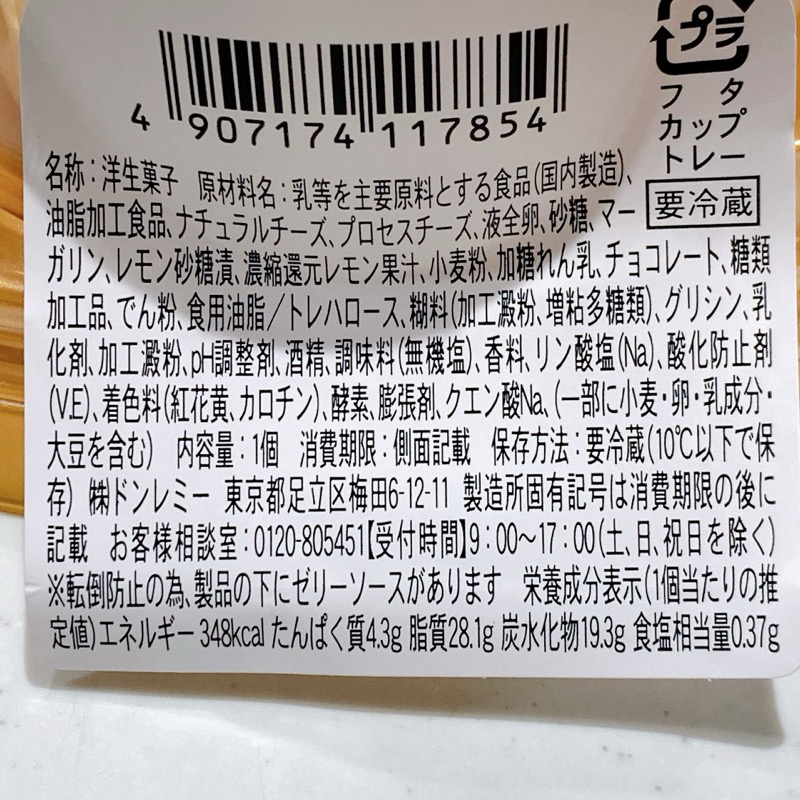 プラ
4 907174 117854
フタ
カップ
トレー
要冷蔵
名称：洋生菓子 原材料名：乳等を主要原料とする食品(国内製造)、
油脂加工食品、ナチュラルチーズ、プロセスチーズ、液全卵、砂糖、マー
ガリン、レモン砂糖漬、濃縮還元レモン果汁、小麦粉、加糖れん乳、チョコレート、糖類
加工品、でん粉、食用油脂／トレハロース、糊料(加工澱粉、増粘多糖類)、グリシン、乳
化剤、加工澱粉、pH調整剤、酒精、調味料(無機塩)、香料、リン酸塩(Na)、酸化防止剤
(V.E)、着色料(紅花黄、カロチン)、酵素、膨張剤、クエン酸Na、(一部に小麦・卵・乳成分・
大豆を含む) 内容量：1個 消費期限：側面記載 保存方法：要冷蔵(10℃以下で保
存) ㈱ドンレミー 東京都足立区梅田6-12-11 製造所固有記号は消費期限の後に
記載 お客様相談室：0120-805451【受付時間】9：00～17：00(土、日、祝日を除く)
※転倒防止の為、製品の下にゼリーソースがあります 栄養成分表示(1個当たりの推
定値)エネルギー348kcal たんぱく質4.3g 脂質28.1g 炭水化物19.3g 食塩相当量0.37g